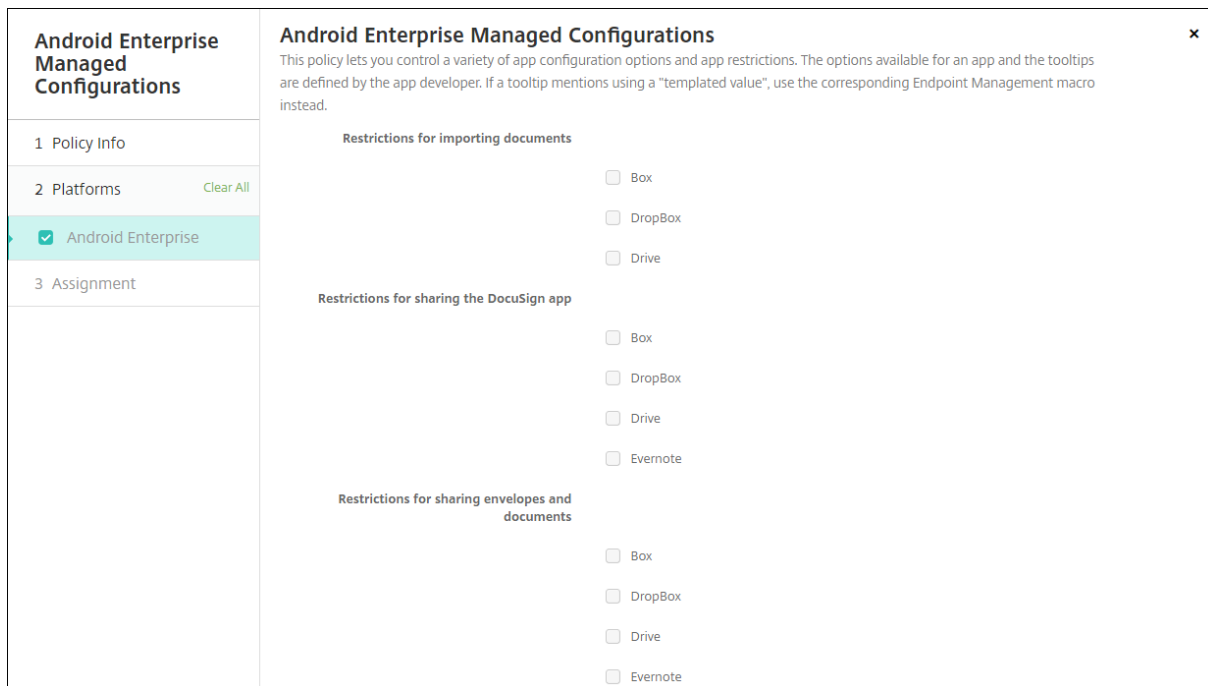 Android Enterprise
Managed
Configurations
1 Policy Info
2 Platforms Clear All
Android Enterprise
3 Assignment
Android Enterprise Managed Configurations
This policy lets you control a variety of app configuration options and app restrictions. The options available for an app and the tooltips
are defined by the app developer. If a tooltip mentions using a "templated value", use the corresponding Endpoint Management macro
instead.
Restrictions for importing documents
Box
DropBox
Drive
Restrictions for sharing the DocuSign app
Box
DropBox
Drive
Evernote
Restrictions for sharing envelopes and
documents
Box
DropBox
Drive
Evernote